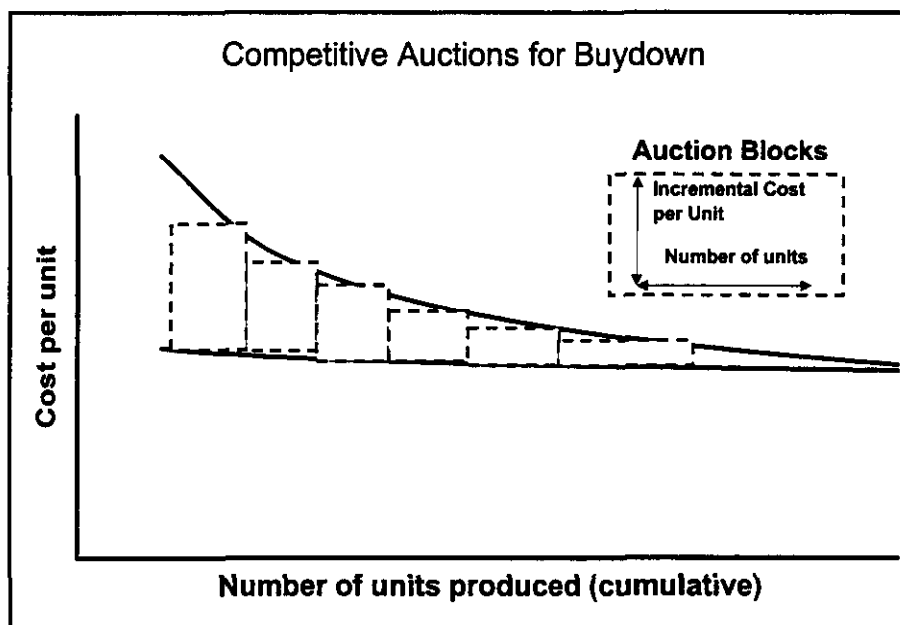 Competitive Auctions for Buydown
Auction Blocks
Incremental Cost
per Unit
Number of units
Cost per unit
Number of units produced (cumulative)